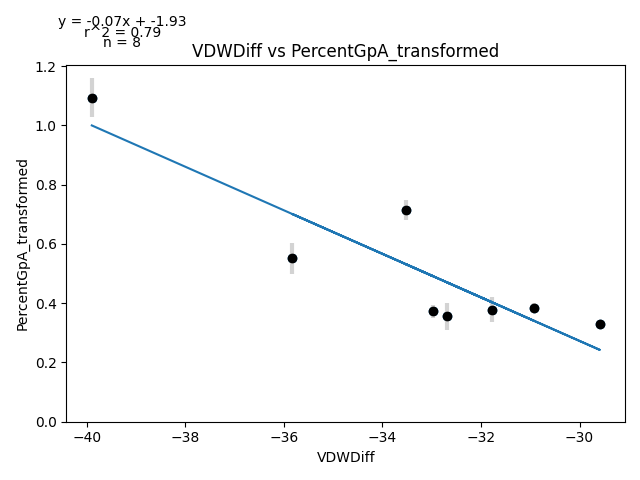 y = -0.07x + -1.93
r^2 = 0.79
n = 8
VDWDiff vs PercentGpA_transformed
1.2
1.0
0.8
0.6
0.4
0.2
0.0
PercentGpA_transformed
−40
−38
−36
−34
−32
−30
VDWDiff